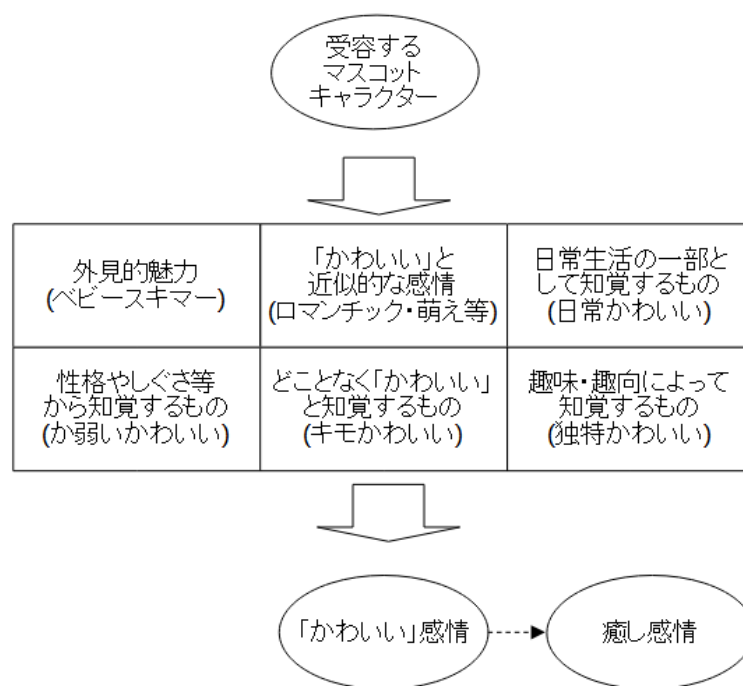 受容する
マスコット
キャラクター
外見的魅力
(ベビースキマー)
「かわいい」と
近似的な感情
(ロマンチック・萌え等)
日常生活の一部と
して知覚するもの
(日常かわいい)
性格やしぐさ等
から知覚するもの
(か弱いかわいい)
どことなく「かわいい」
と知覚するもの
(キモかわいい)
趣味・趣向によって
知覚するもの
(独特かわいい)
「かわいい」感情
癒し感情